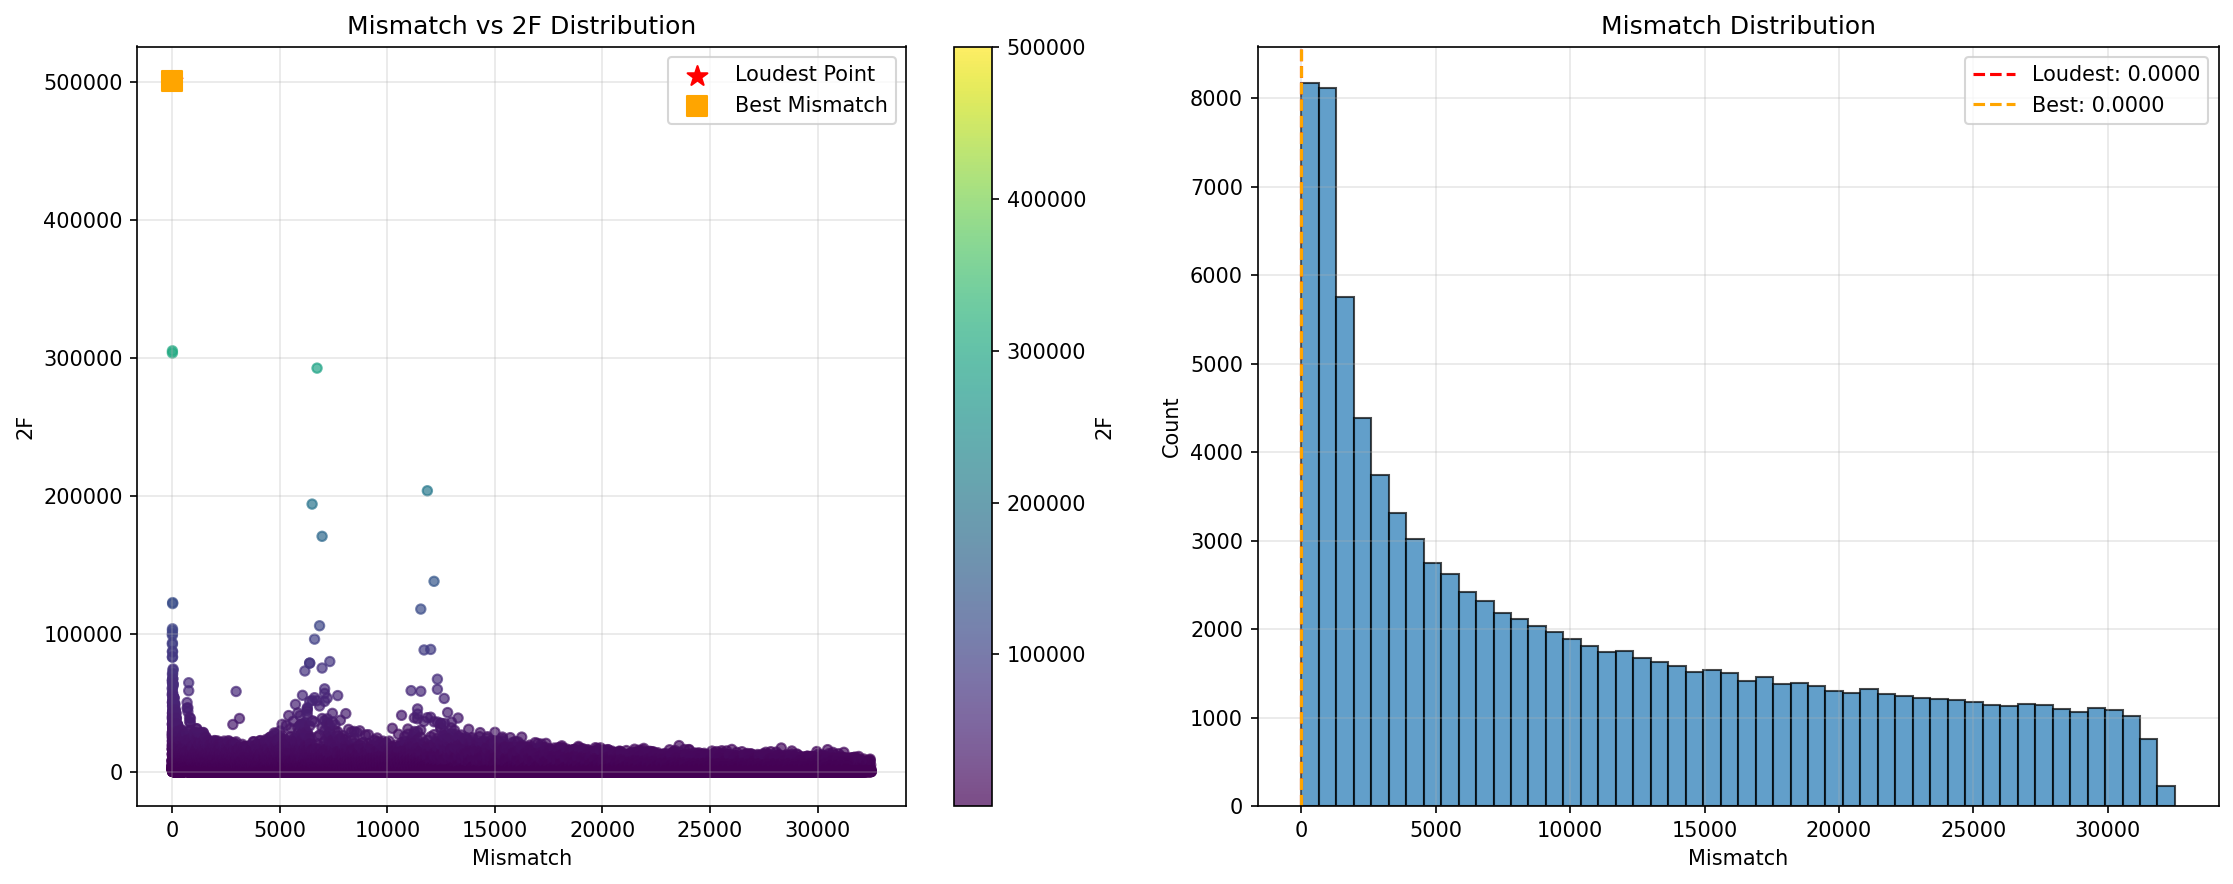 Mismatch vs 2F Distribution
Loudest Point
Best Mismatch
500000
400000
300000
200000
100000
0
2F
0 5000 10000 15000 20000 25000 30000
Mismatch
500000
400000
300000
200000
100000
2F
Mismatch Distribution
Loudest: 0.0000
Best: 0.0000
8000
7000
6000
5000
4000
3000
2000
1000
0
Count
0 5000 10000 15000 20000 25000 30000
Mismatch